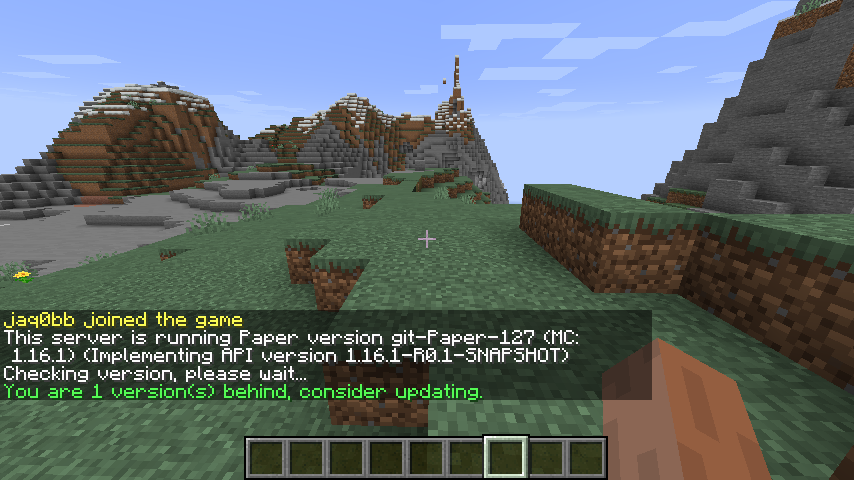 jaq0bb joined the game
This server is running Paper version git-Paper-127 (MC:
1.16.1) (Implementing API version 1.16.1-R0.1-SNAPSHOT)
Checking version, please wait...
You are 1 version(s) behind, consider updating.